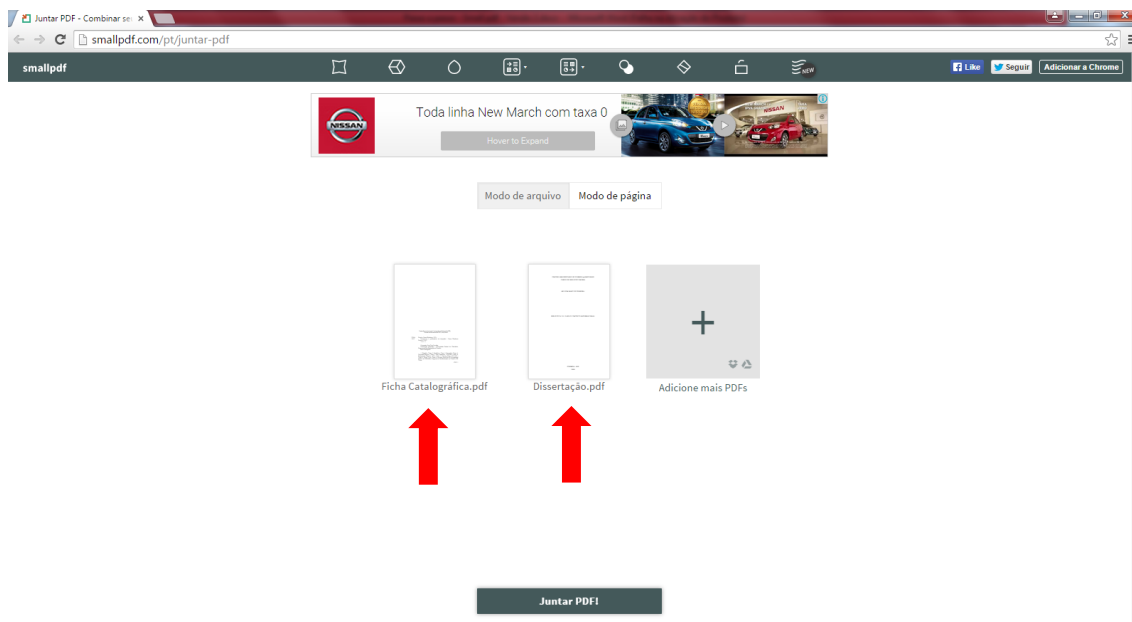 Juntar PDF - Combinar se
smallpdf.com/pt/juntar-pdf
smallpdf
NEW
Like
Seguir
Adicionar a Chrome
NISSAN
Toda linha New March com taxa 0
Hover to Expand
NISSAN
Modo de arquivo
Modo de página
Ficha Catalográfica.pdf
Dissertação.pdf
Adicione mais PDFs
Juntar PDF!